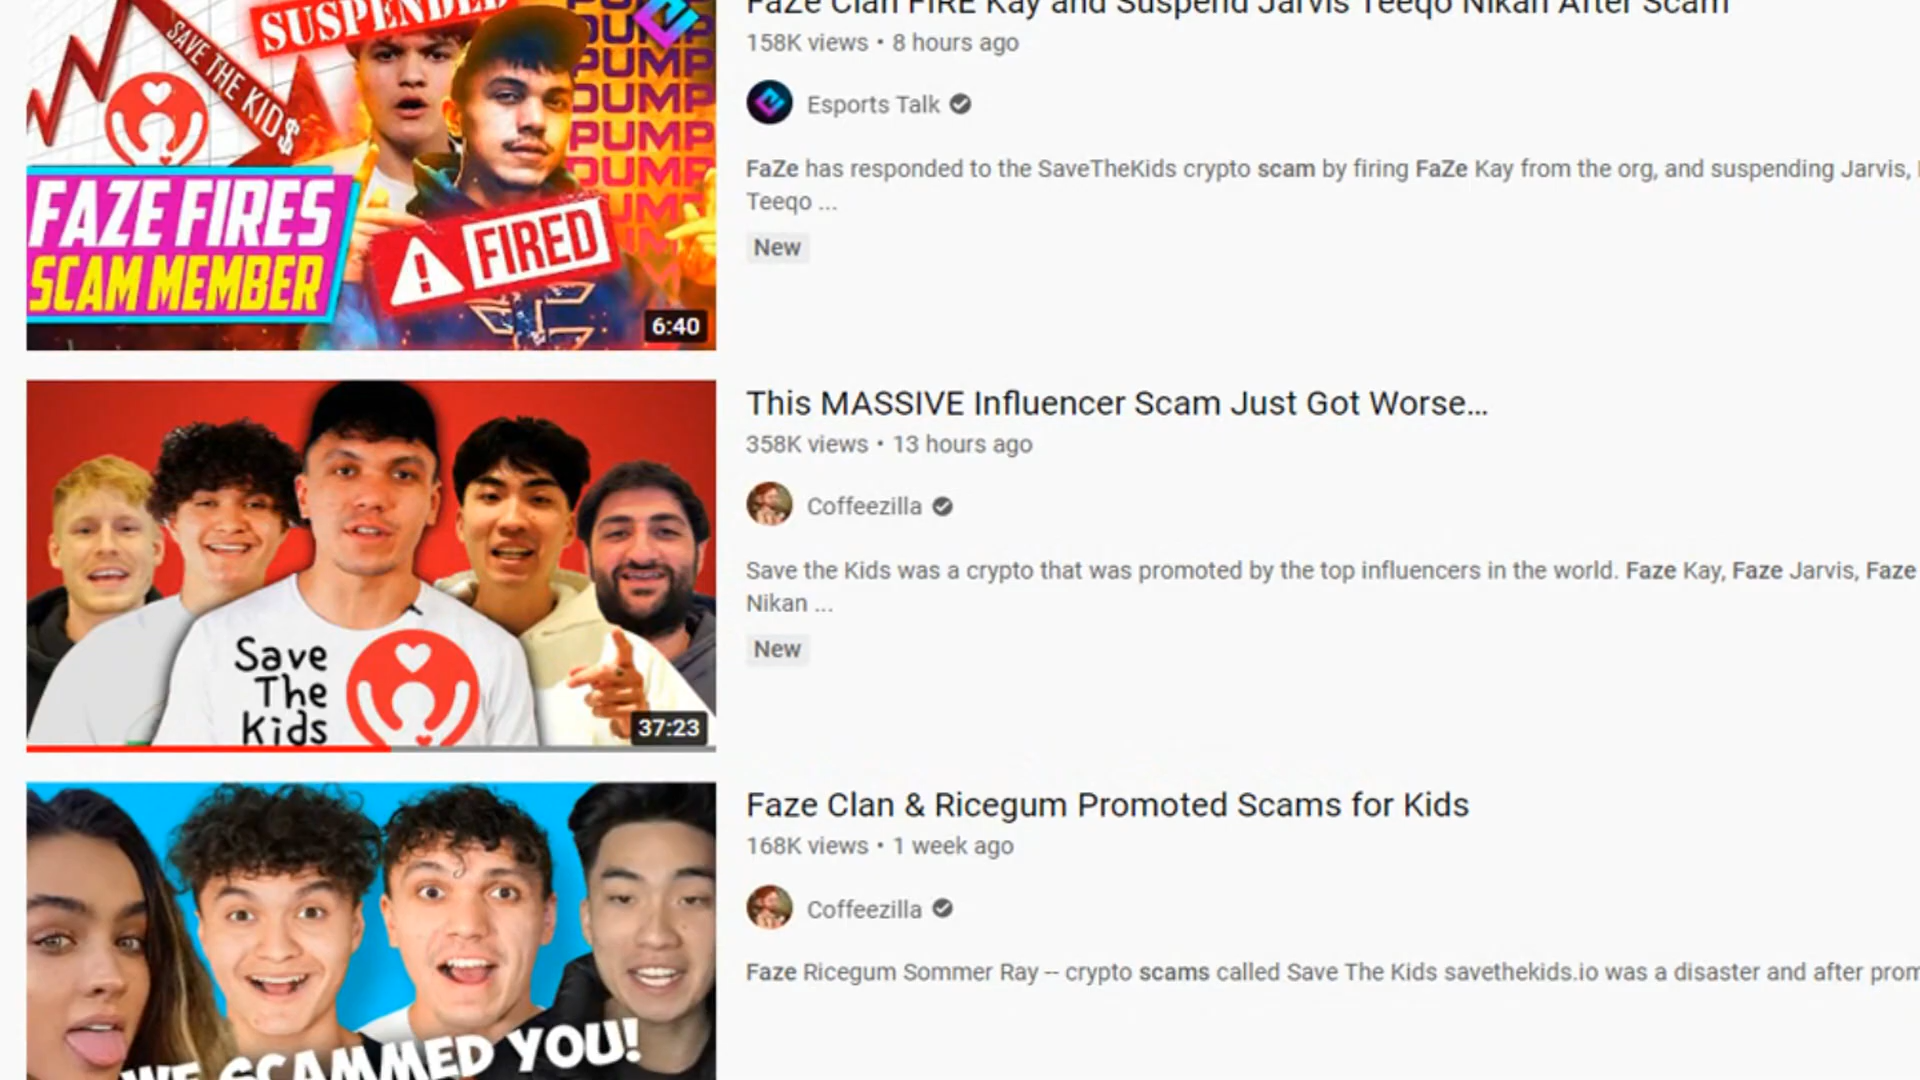 SUSPENDED
SAVE THE KID$
PUMP
DUMP
PUMP
DUMP
PUMP
DUMP
FAZE FIRES
SCAM MEMBER
FIRED
6:40
FaZe Clan FIRE Kay and Suspend Jarvis Teeqo Nikan After Scam
158K views • 8 hours ago
Esports Talk
FaZe has responded to the SaveTheKids crypto scam by firing FaZe Kay from the org, and suspending Jarvis,
Teeqo ...
New
Save
The
Kids
37:23
This MASSIVE Influencer Scam Just Got Worse...
358K views • 13 hours ago
Coffeezilla
Save the Kids was a crypto that was promoted by the top influencers in the world. Faze Kay, Faze Jarvis, Faze
Nikan ...
New
WE SCAMMED YOU!
Faze Clan & Ricegum Promoted Scams for Kids
168K views • 1 week ago
Coffeezilla
Faze Ricegum Sommer Ray -- crypto scams called Save The Kids savethekids.io was a disaster and after prom